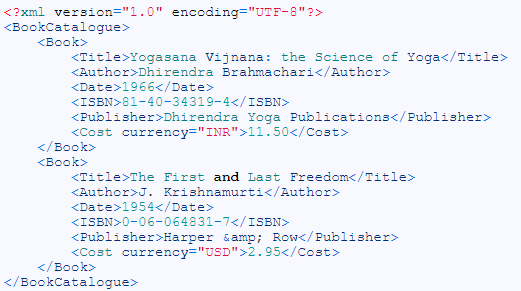 <?xml version="1.0" encoding="UTF-8"?>
<BookCatalogue>
    <Book>
        <Title>Yogasana Vijnana: the Science of Yoga</Title>
        <Author>Dhirendra Brahmachari</Author>
        <Date>1966</Date>
        <ISBN>81-40-34319-4</ISBN>
        <Publisher>Dhirendra Yoga Publications</Publisher>
        <Cost currency="INR">11.50</Cost>
    </Book>
    <Book>
        <Title>The First and Last Freedom</Title>
        <Author>J. Krishnamurti</Author>
        <Date>1954</Date>
        <ISBN>0-06-064831-7</ISBN>
        <Publisher>Harper &amp; Row</Publisher>
        <Cost currency="USD">2.95</Cost>
    </Book>
</BookCatalogue>